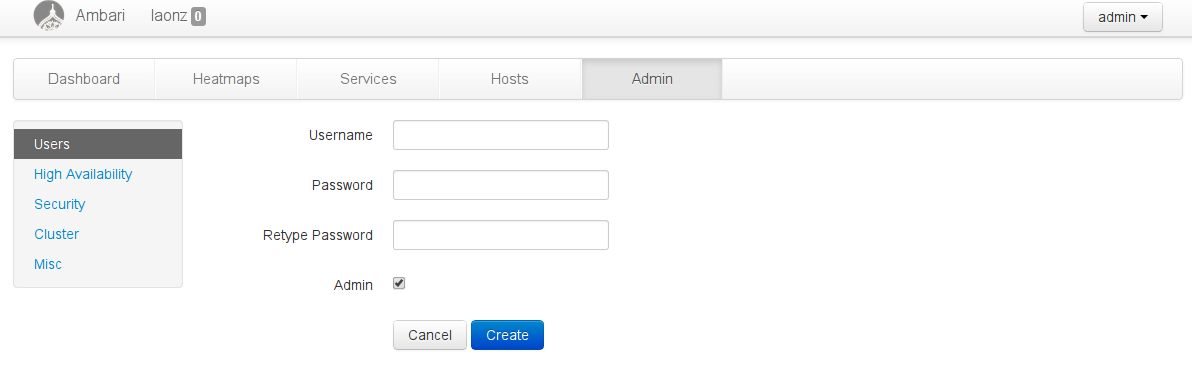 Ambari laonz 0 admin
Dashboard Heatmaps Services Hosts Admin
Users
High Availability
Security
Cluster
Misc
Username
Password
Retype Password
Admin
Cancel Create